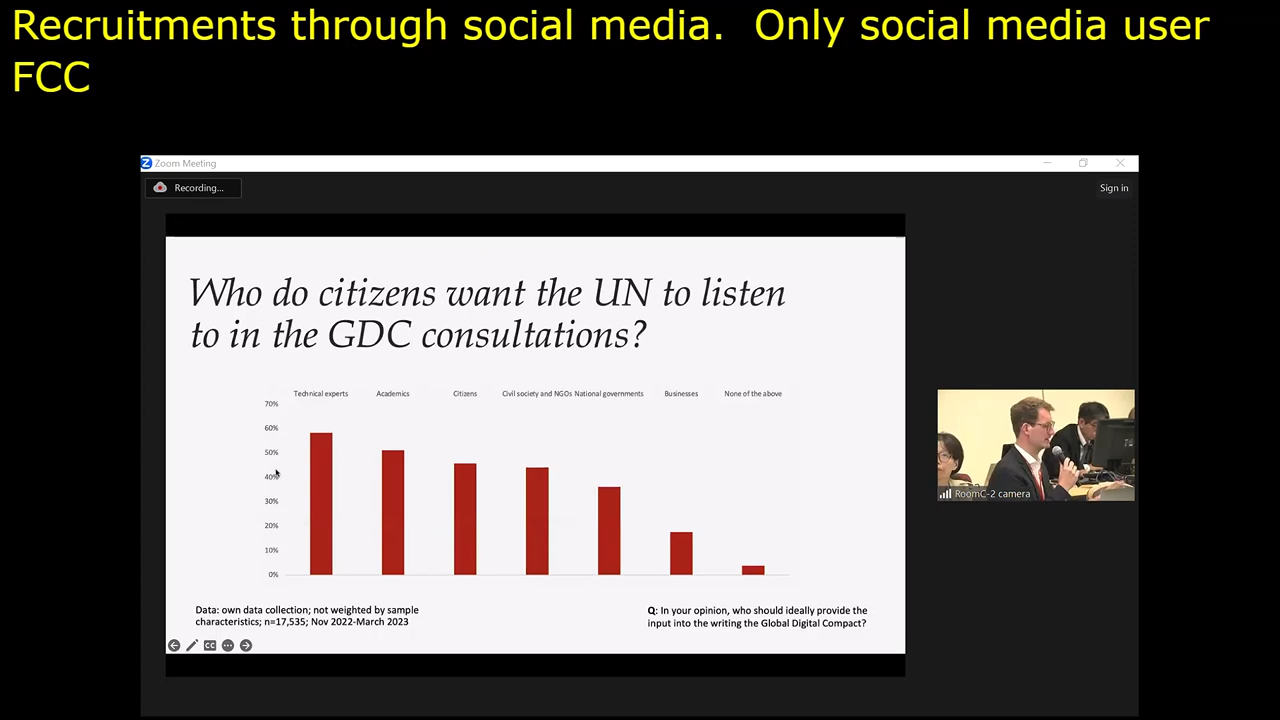 Recruitments through social media.  Only social media user
FCC
Zoom Meeting
Recording...
Sign in
Who do citizens want the UN to listen
to in the GDC consultations?
Technical experts Academics Citizens Civil society and NGOs National governments Businesses None of the above
70%
60%
50%
40%
30%
20%
10%
0%
Data: own data collection; not weighted by sample
characteristics; n=17,535; Nov 2022-March 2023
Q: In your opinion, who should ideally provide the
input into the writing the Global Digital Compact?
CC
RoomC-2 camera